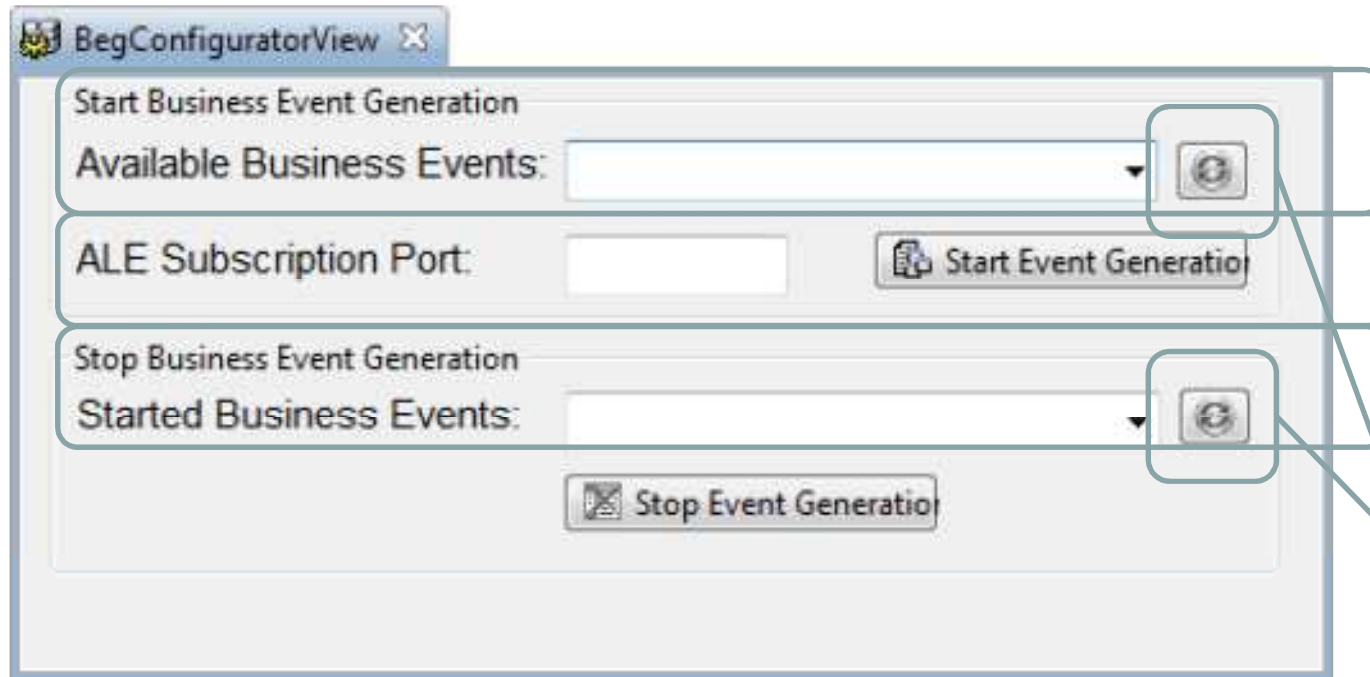 BegConfiguratorView
Start Business Event Generation
Available Business Events:
ALE Subscription Port:
Start Event Generatio
Stop Business Event Generation
Started Business Events:
Stop Event Generatio